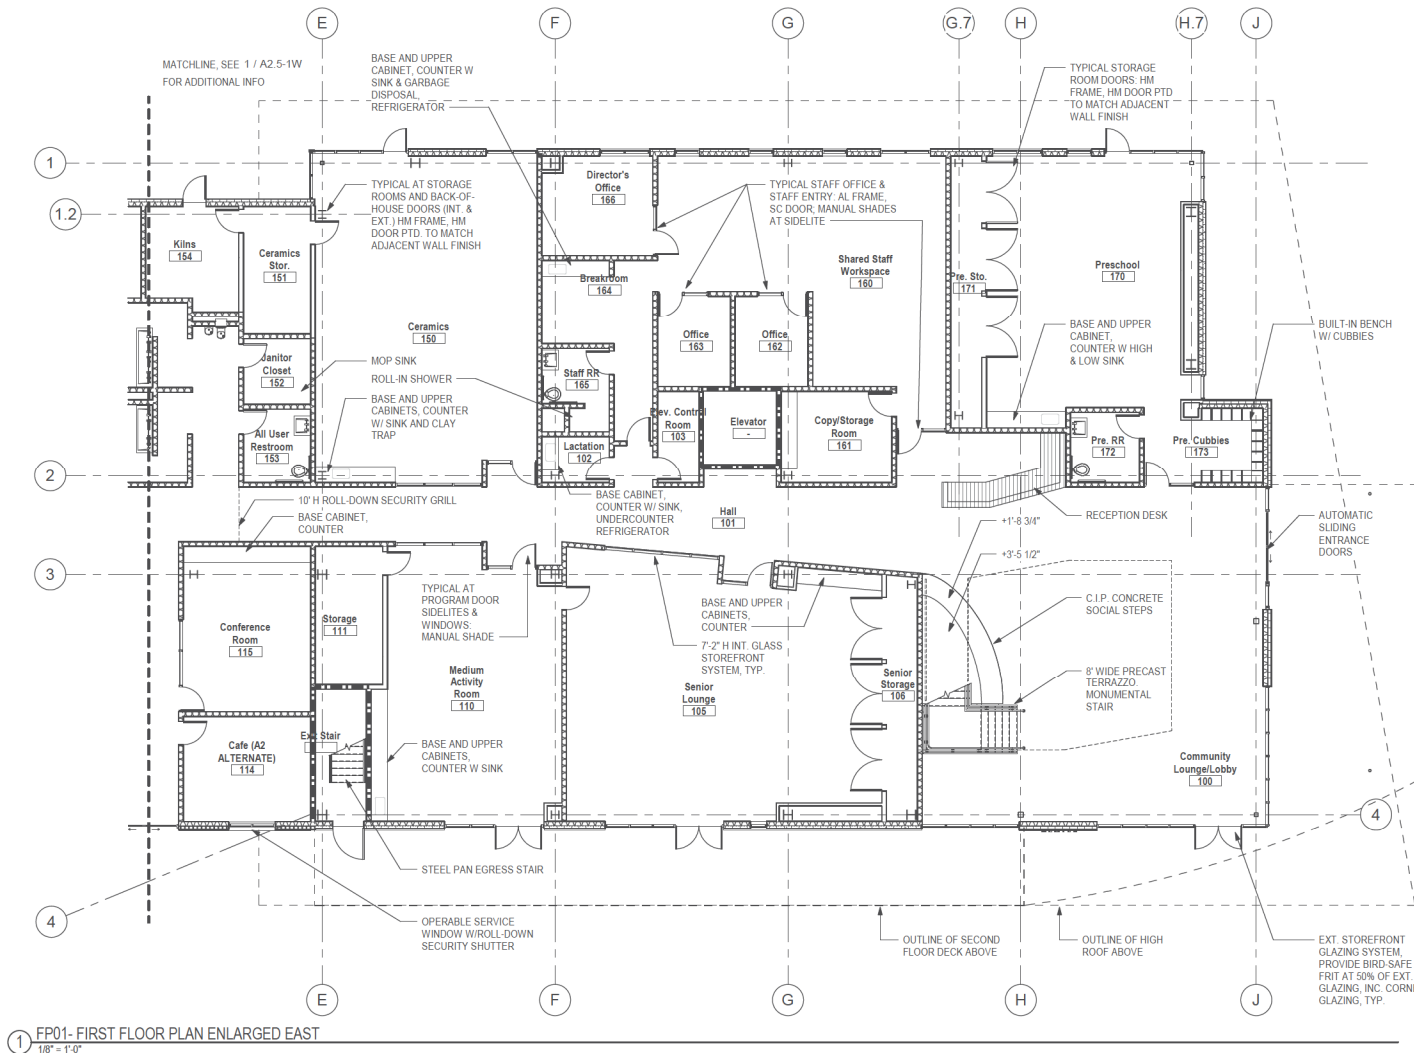 E
F
G
G.7
H
H.7
J
MATCHLINE, SEE 1 / A2.5-1W
FOR ADDITIONAL INFO
BASE AND UPPER
CABINET, COUNTER W
SINK & GARBAGE
DISPOSAL,
REFRIGERATOR
TYPICAL STORAGE
ROOM DOORS: HM
FRAME, HM DOOR PTD
TO MATCH ADJACENT
WALL FINISH
1
1.2
TYPICAL AT STORAGE
ROOMS AND BACK-OF-
HOUSE DOORS (INT. &
EXT.) HM FRAME, HM
DOOR PTD. TO MATCH
ADJACENT WALL FINISH
Director's
Office
166
TYPICAL STAFF OFFICE &
STAFF ENTRY: AL FRAME,
SC DOOR; MANUAL SHADES
AT SIDELITE
Kilns
154
Ceramics
Stor.
151
Breakroom
164
Shared Staff
Workspace
160
Pre. Sto.
171
Preschool
170
Ceramics
150
Office
163
Office
162
BASE AND UPPER
CABINET,
COUNTER W HIGH
& LOW SINK
BUILT-IN BENCH
W/ CUBBIES
Janitor
Closet
152
MOP SINK
ROLL-IN SHOWER
BASE AND UPPER
CABINETS, COUNTER
W/ SINK AND CLAY
TRAP
Staff RR
165
All User
Restroom
153
Lactation
102
Elev. Control
Room
103
Elevator
-
Copy/Storage
Room
161
Pre. RR
172
Pre. Cubbies
173
2
10' H ROLL-DOWN SECURITY GRILL
BASE CABINET,
COUNTER
BASE CABINET,
COUNTER W/ SINK,
UNDERCOUNTER
REFRIGERATOR
Hall
101
+1'-8 3/4"
+3'-5 1/2"
RECEPTION DESK
AUTOMATIC
SLIDING
ENTRANCE
DOORS
3
TYPICAL AT
PROGRAM DOOR
SIDELITES &
WINDOWS:
MANUAL SHADE
BASE AND UPPER
CABINETS,
COUNTER
7'-2" H INT. GLASS
STOREFRONT
SYSTEM, TYP.
C.I.P. CONCRETE
SOCIAL STEPS
8' WIDE PRECAST
TERRAZZO
MONUMENTAL
STAIR
Conference
Room
115
Storage
111
Medium
Activity
Room
110
Senior
Lounge
105
Senior
Storage
106
Exit Stair
Cafe (A2
ALTERNATE)
114
BASE AND UPPER
CABINETS,
COUNTER W SINK
Community
Lounge/Lobby
100
4
STEEL PAN EGRESS STAIR
4
OPERABLE SERVICE
WINDOW W/ROLL-DOWN
SECURITY SHUTTER
OUTLINE OF SECOND
FLOOR DECK ABOVE
OUTLINE OF HIGH
ROOF ABOVE
EXT. STOREFRONT
GLAZING SYSTEM,
PROVIDE BIRD-SAFE
FRIT AT 50% OF EXT.
GLAZING, INC. CORN
GLAZING, TYP.
E
F
G
H
J
1
FP01- FIRST FLOOR PLAN ENLARGED EAST
1/8" = 1'-0"